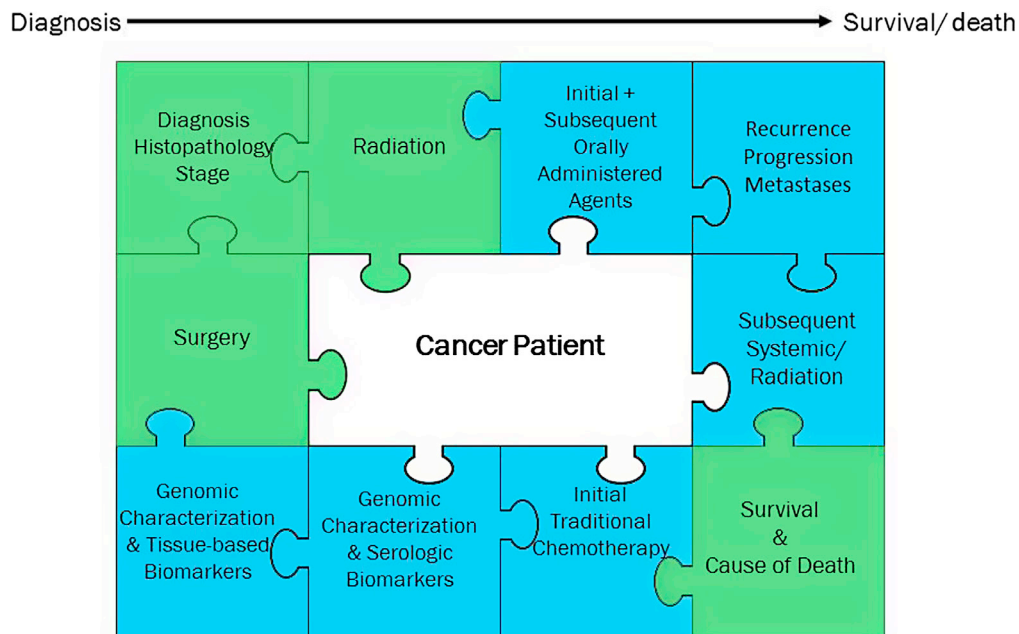 Diagnosis
Survival/ death
Diagnosis
Histopathology
Stage
Radiation
Initial +
Subsequent
Orally
Administered
Agents
Recurrence
Progression
Metastases
Surgery
Cancer Patient
Subsequent
Systemic/
Radiation
Genomic
Characterization
& Tissue-based
Biomarkers
Genomic
Characterization
& Serologic
Biomarkers
Initial
Traditional
Chemotherapy
Survival
&
Cause of Death